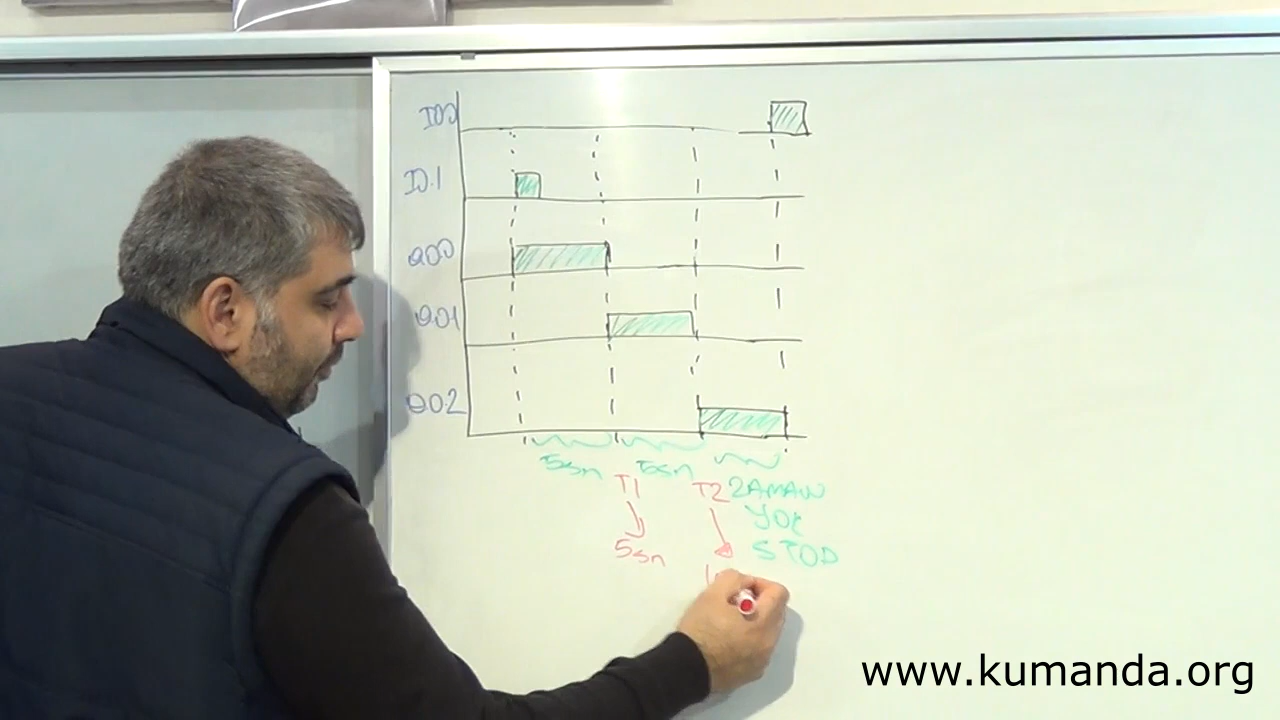 I0.0
I0.1
Q0.0
Q0.1
Q0.2
5sn 5sn
T1 T2 ZAMAN
YOK
5sn STOP
www.kumanda.org